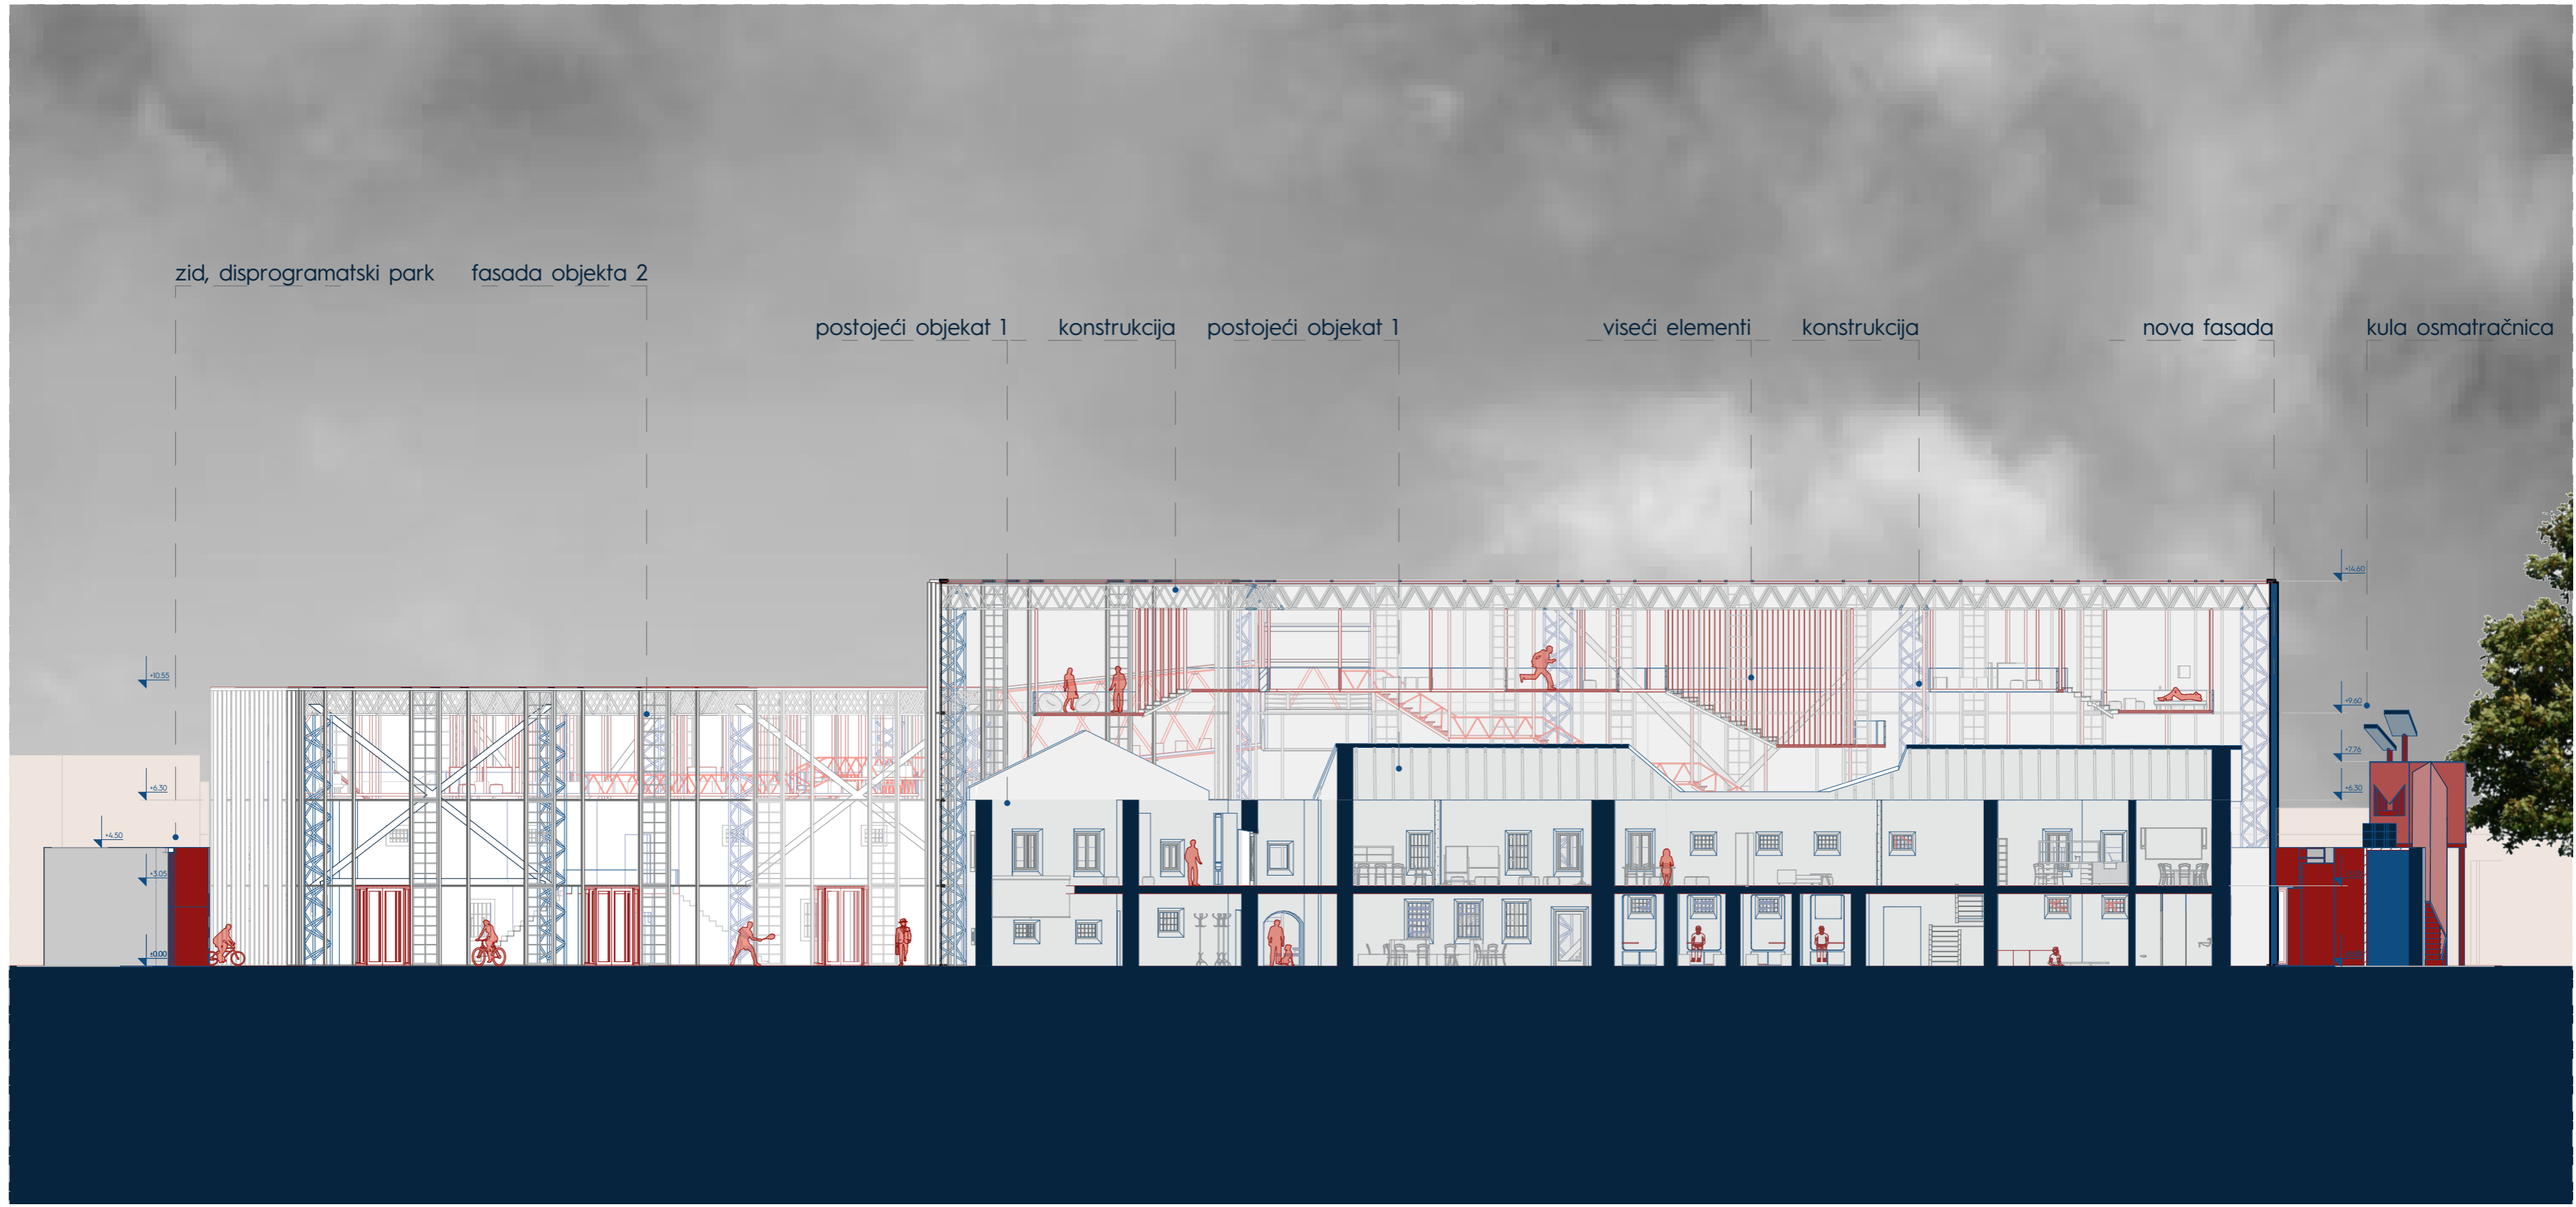 zid, disprogramatski park
fasada objekta 2
postojeći objekat 1
konstrukcija
postojeći objekat 1
viseći elementi
konstrukcija
nova fasada
kula osmatračnica
+14.60
+10.55
+9.60
+7.76
+6.30
+6.30
+4.50
+3.05
±0.00